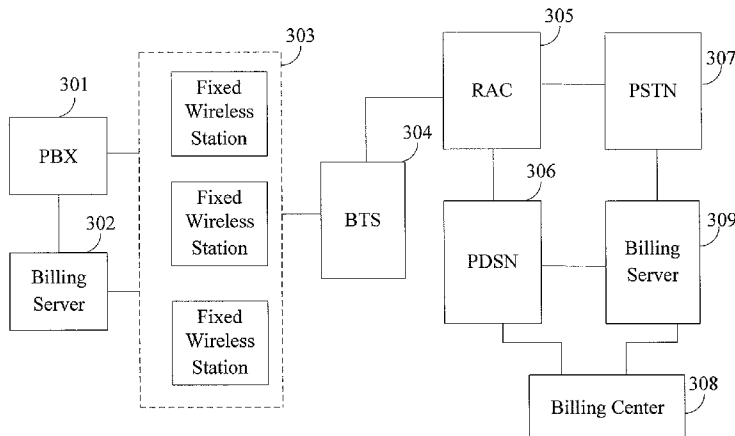 303
305
307
301
Fixed
Wireless
Station
RAC
PSTN
PBX
304
306
302
Fixed
Wireless
Station
BTS
309
Billing
Server
PDSN
Billing
Server
Fixed
Wireless
Station
308
Billing Center